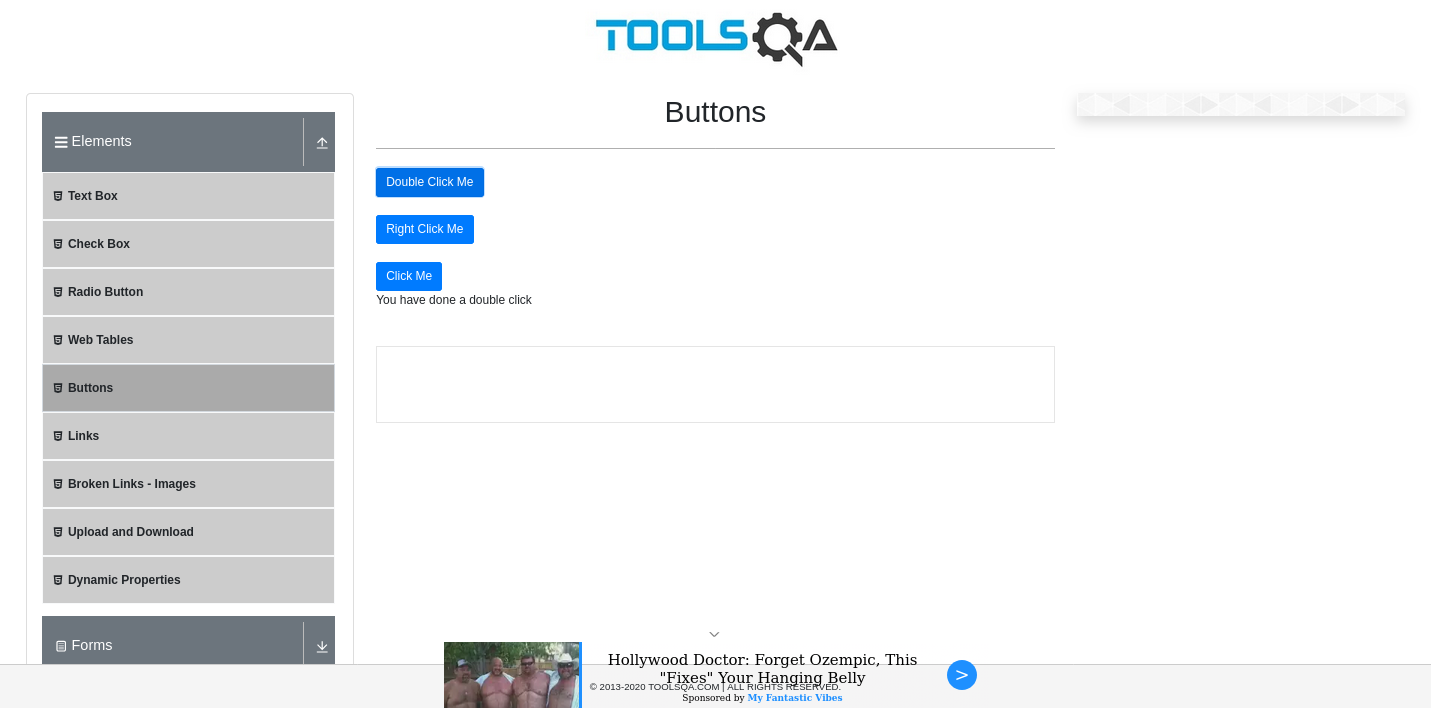 TOOLSQA
Elements
Text Box
Check Box
Radio Button
Web Tables
Buttons
Links
Broken Links - Images
Upload and Download
Dynamic Properties
Forms
Buttons
Double Click Me
Right Click Me
Click Me
You have done a double click
Hollywood Doctor: Forget Ozempic, This
"Fixes" Your Hanging Belly
Sponsored by My Fantastic Vibes
>
© 2013-2020 TOOLSQA.COM | ALL RIGHTS RESERVED.